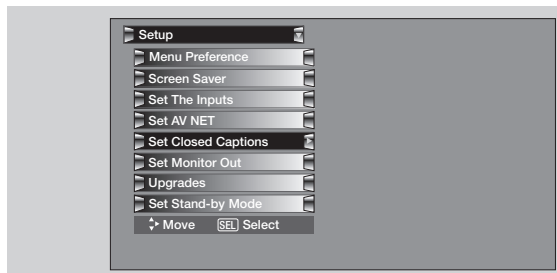 Setup
Menu Preference
Screen Saver
Set The Inputs
Set AV NET
Set Closed Captions
Set Monitor Out
Upgrades
Set Stand-by Mode
Move SEL Select